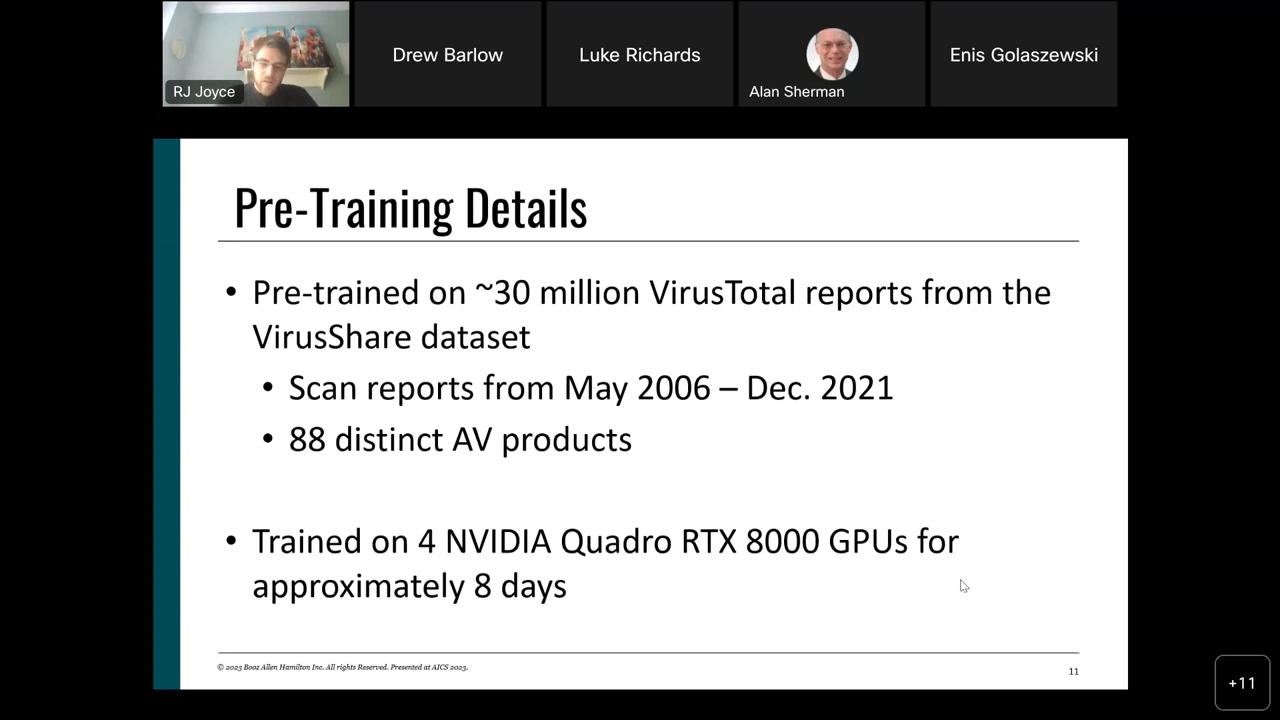 RJ Joyce
Drew Barlow
Luke Richards
Alan Sherman
Enis Golaszewski
Pre-Training Details
• Pre-trained on ~30 million VirusTotal reports from the
VirusShare dataset
• Scan reports from May 2006 – Dec. 2021
• 88 distinct AV products
• Trained on 4 NVIDIA Quadro RTX 8000 GPUs for
approximately 8 days
© 2023 Booz Allen Hamilton Inc. All rights Reserved. Presented at AICS 2023.
11
+11